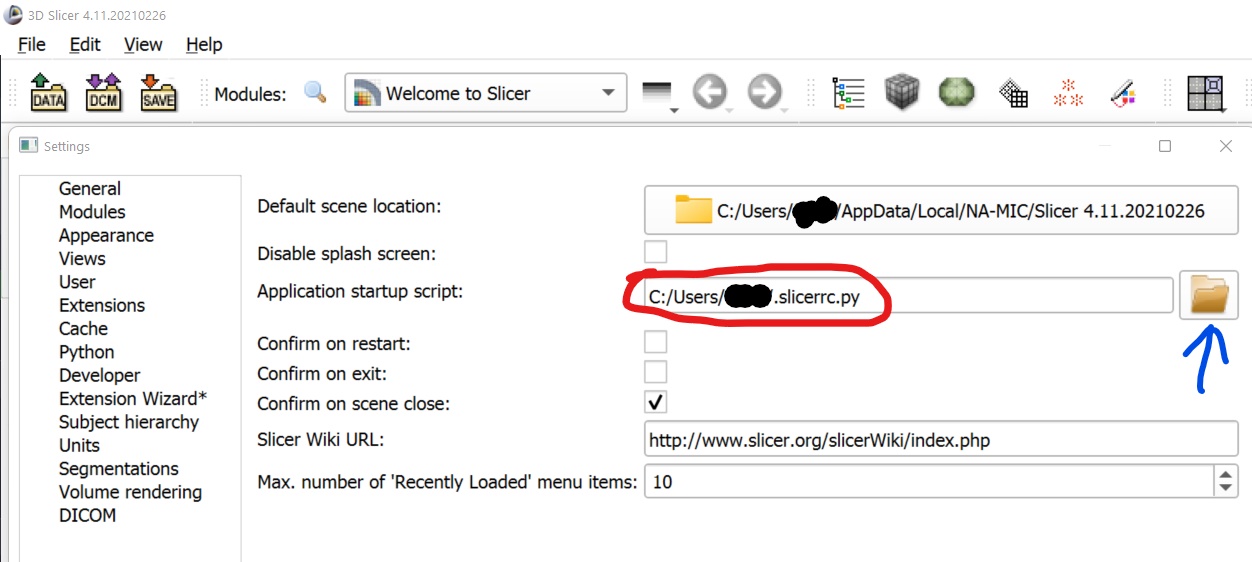 3D Slicer 4.11.20210226
File Edit View Help
DATA DCM SAVE Modules: Welcome to Slicer
Settings
General
Modules
Appearance
Views
User
Extensions
Cache
Python
Developer
Extension Wizard*
Subject hierarchy
Units
Segmentations
Volume rendering
DICOM
Default scene location: C:/Users/ /AppData/Local/NA-MIC/Slicer 4.11.20210226
Disable splash screen:
Application startup script: C:/Users/ /.slicerrc.py
Confirm on restart:
Confirm on exit:
Confirm on scene close:
Slicer Wiki URL: http://www.slicer.org/slicerWiki/index.php
Max. number of 'Recently Loaded' menu items: 10